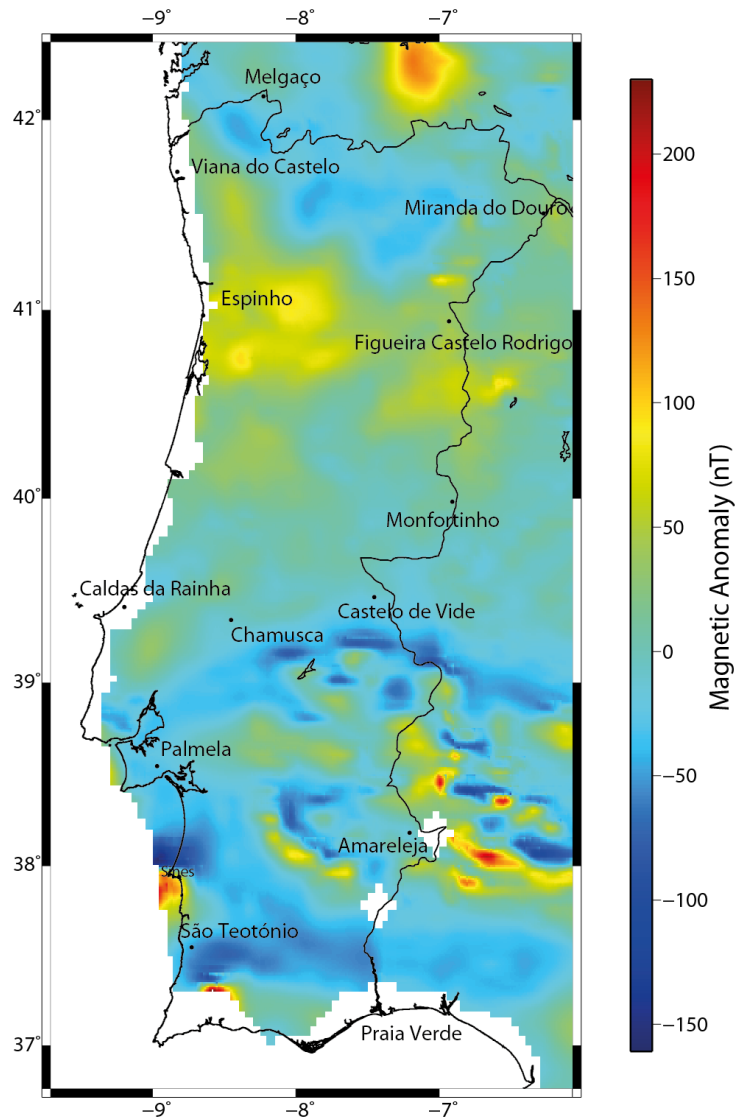 −9° −8° −7°
Melgaço
42°
Viana do Castelo
Miranda do Douro
Espinho
41°
Figueira Castelo Rodrigo
40°
Monfortinho
Caldas da Rainha
Castelo de Vide
Chamusca
39°
Palmela
Amareleja
38°
Sines
São Teotónio
37°
Praia Verde
−9° −8° −7°
200
150
100
50
0
−50
−100
−150
Magnetic Anomaly (nT)